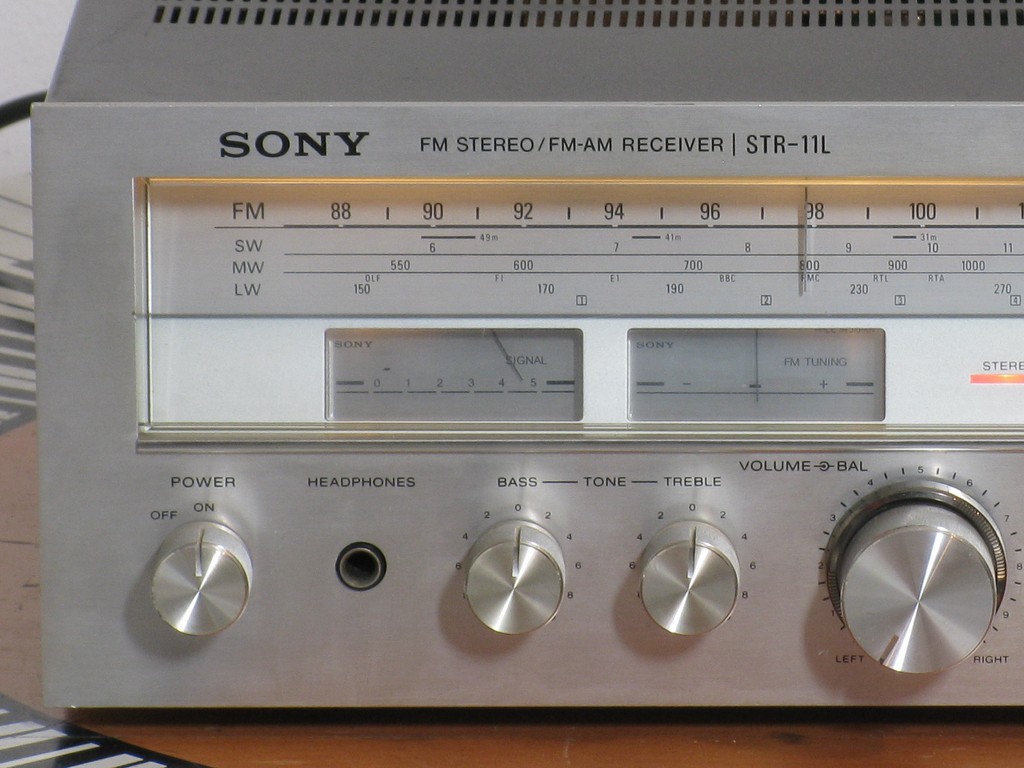 SONY FM STEREO/FM-AM RECEIVER | STR-11L
FM 88 90 92 94 96 98 100
49m 41m 31m
SW 6 7 8 9 10 11
MW 550 600 700 800 900 1000
DLF F1 E1 BBC RMC RTL RTA
LW 150 170 190 230 270
1 2 3 4
SONY SIGNAL
0 1 2 3 4 5
SONY FM TUNING
- +
STERE
VOLUME BAL
POWER HEADPHONES BASS TONE TREBLE
OFF ON
4 2 0 2 4
6 6 8
4 2 0 2 4
6 6 8
2 3 4 5 6 7 8 9
LEFT RIGHT